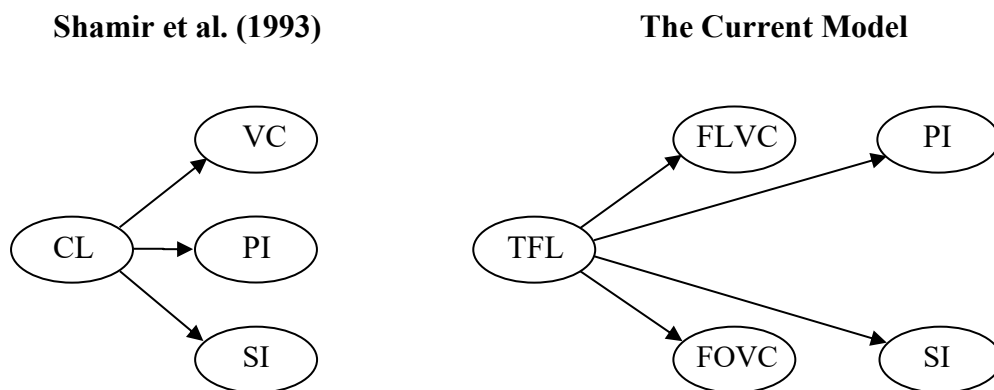 Shamir et al. (1993)
The Current Model
VC
FLVC
PI
CL
PI
TFL
SI
FOVC
SI